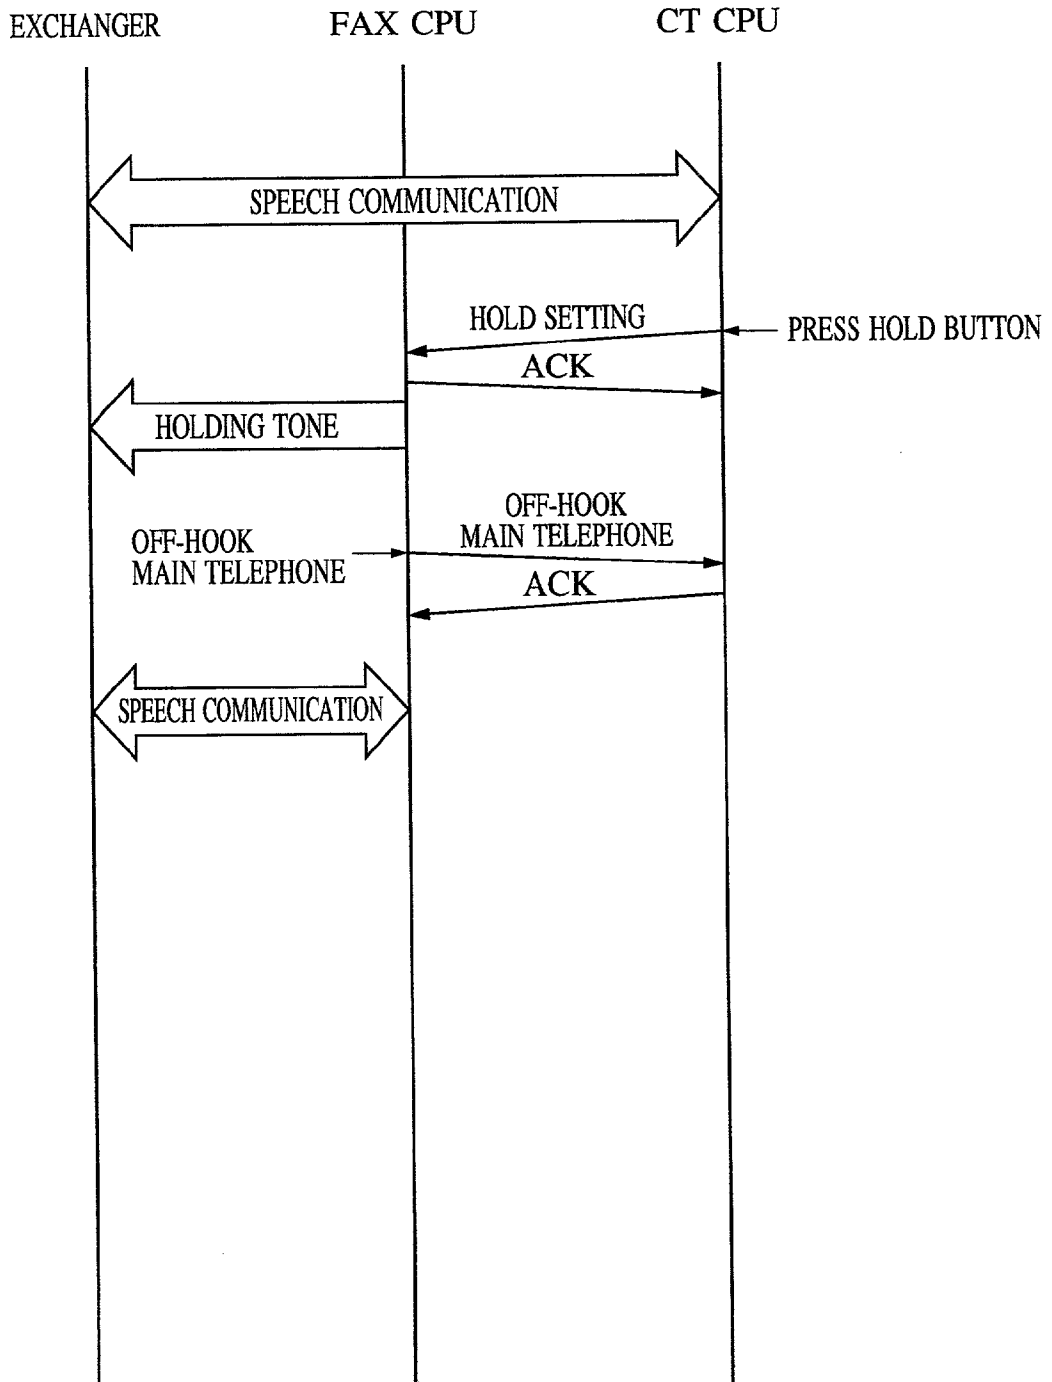 EXCHANGER
FAX CPU
CT CPU
SPEECH COMMUNICATION
HOLD SETTING
PRESS HOLD BUTTON
ACK
HOLDING TONE
OFF-HOOK
MAIN TELEPHONE
OFF-HOOK
MAIN TELEPHONE
ACK
SPEECH COMMUNICATION